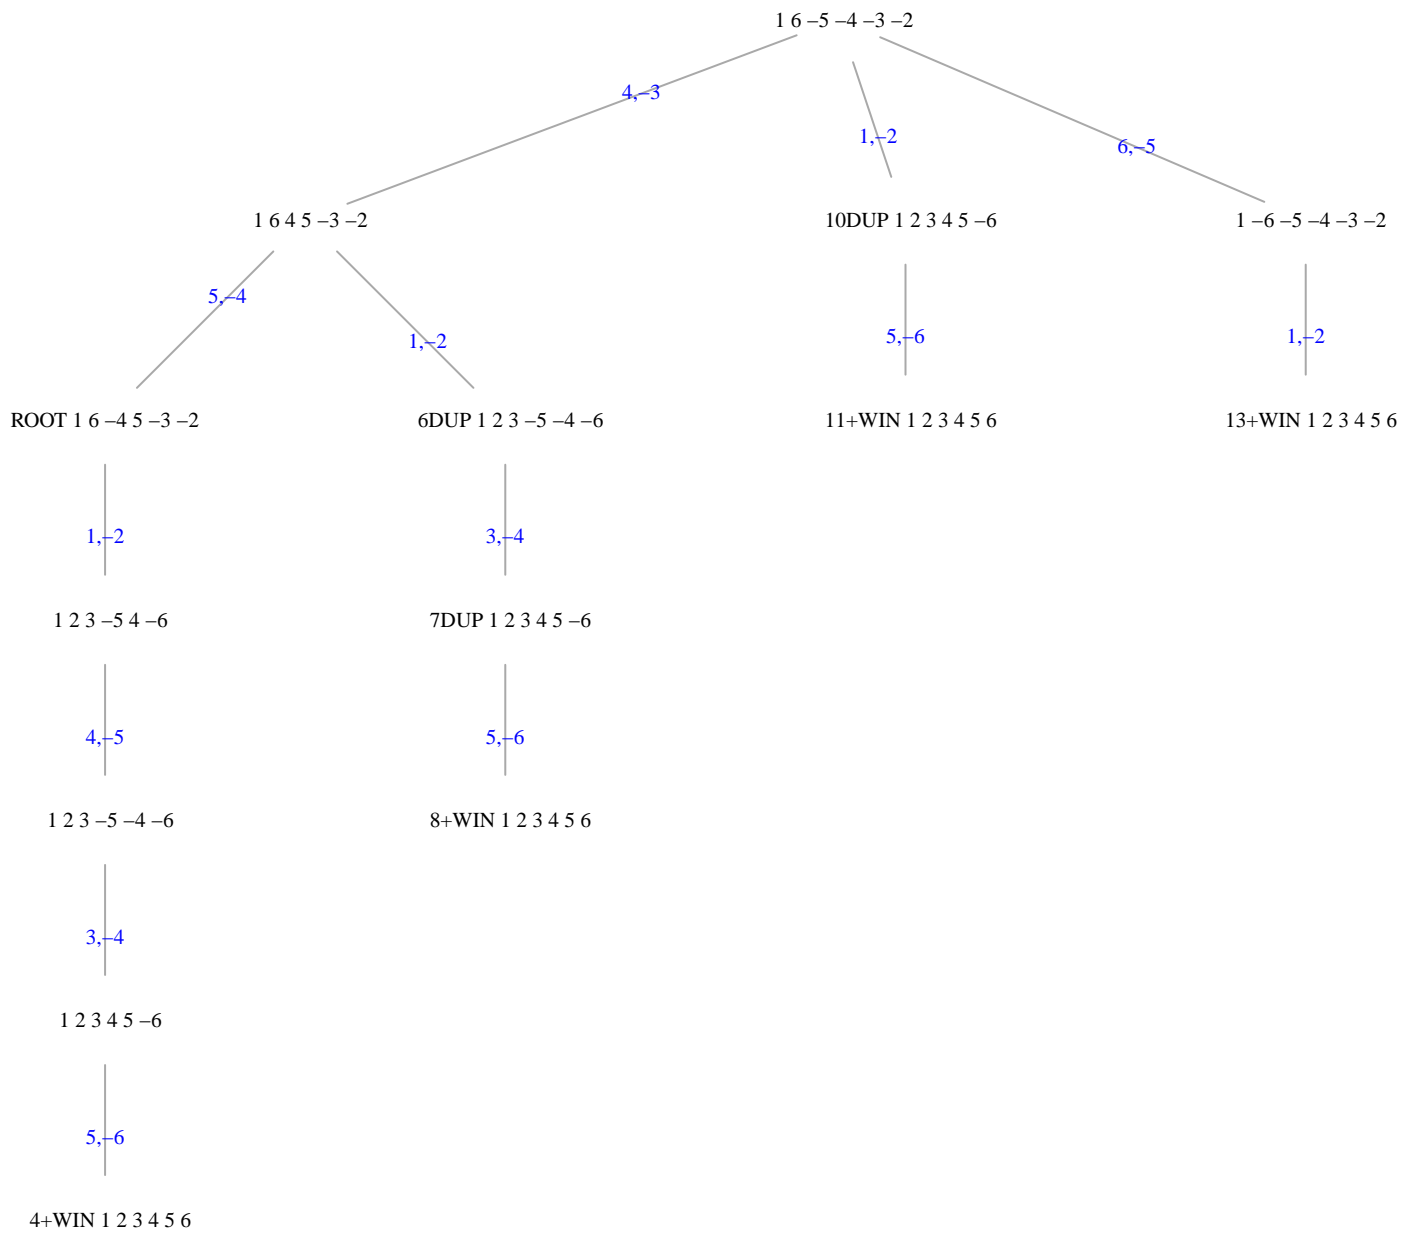 1 6 –5 –4 –3 –2
4,–3
1,–2
6,–5
1 6 4 5 –3 –2
10DUP 1 2 3 4 5 –6
1 –6 –5 –4 –3 –2
5,–4
1,–2
5,–6
1,–2
ROOT 1 6 –4 5 –3 –2
6DUP 1 2 3 –5 –4 –6
11+WIN 1 2 3 4 5 6
13+WIN 1 2 3 4 5 6
1,–2
3,–4
1 2 3 –5 4 –6
7DUP 1 2 3 4 5 –6
4,–5
5,–6
1 2 3 –5 –4 –6
8+WIN 1 2 3 4 5 6
3,–4
1 2 3 4 5 –6
5,–6
4+WIN 1 2 3 4 5 6